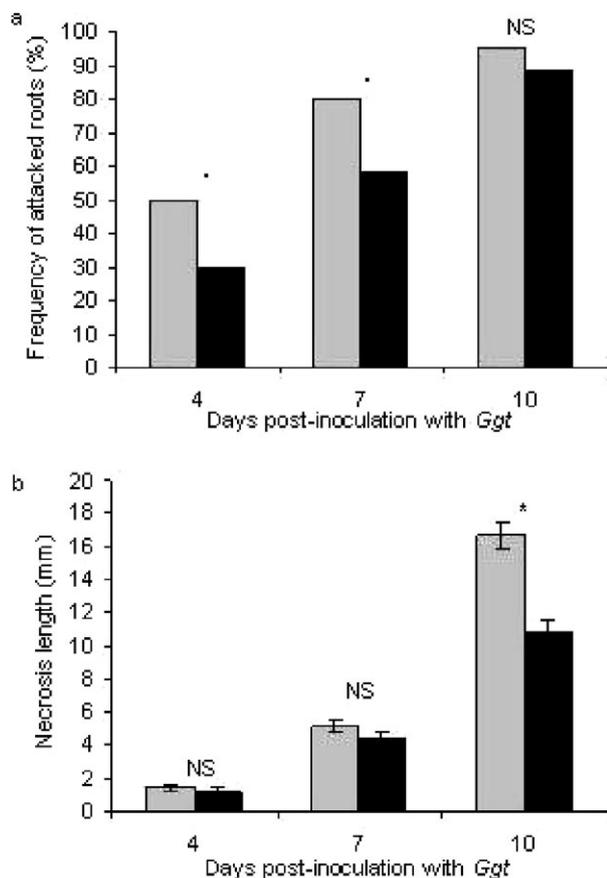 a
Frequency of attacked roots (%)
100
90
80
70
60
50
40
30
20
10
0
NS
4 7 10
Days post-inoculation with Ggt
b
Necrosis length (mm)
20
18
16
14
12
10
8
6
4
2
0
NS
NS
*
4 7 10
Days post-inoculation with Ggt